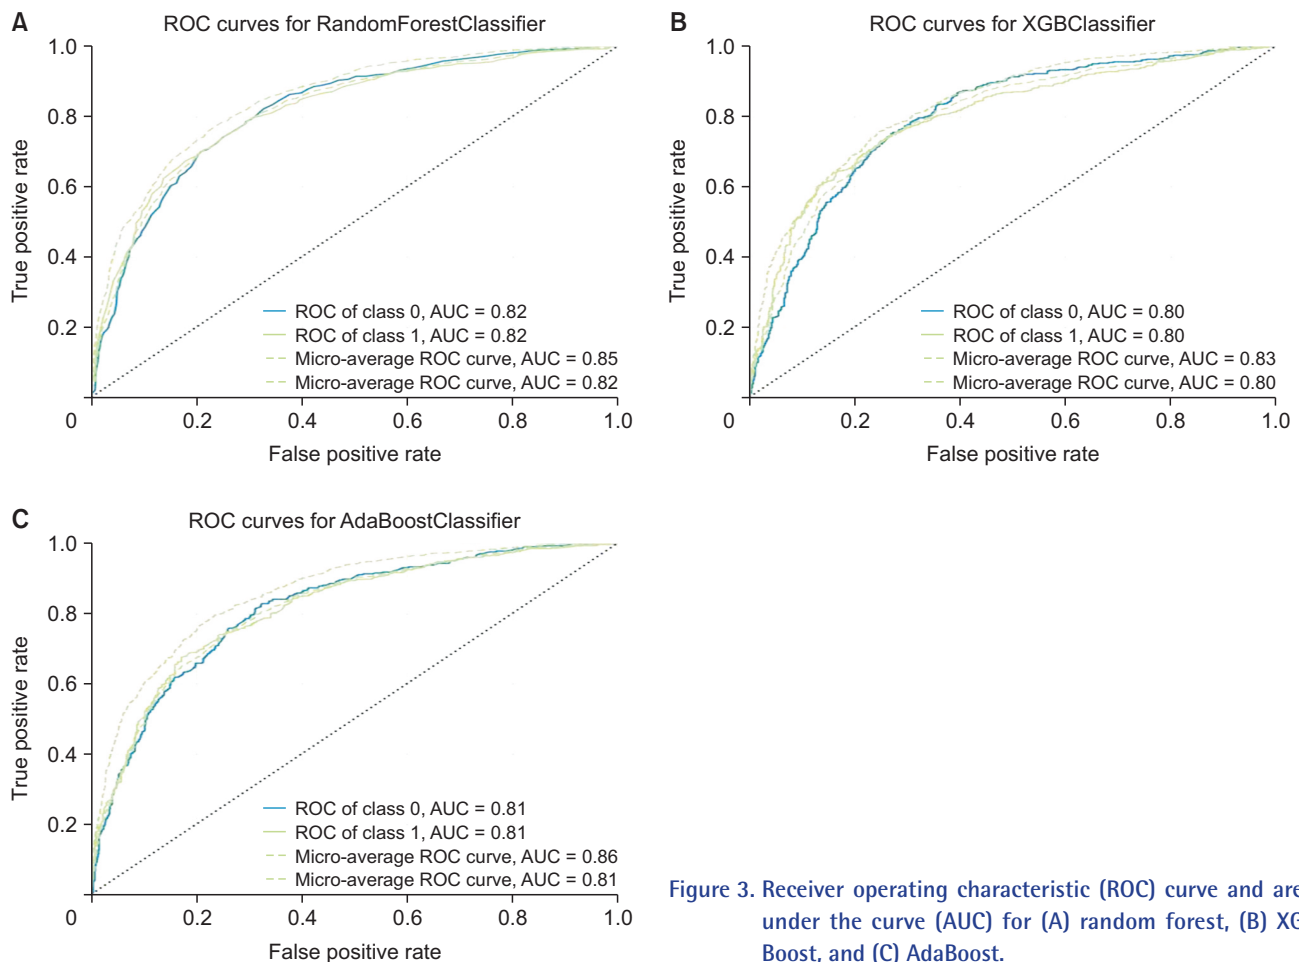 A
ROC curves for RandomForestClassifier
1.0
0.8
0.6
0.4
0.2
True positive rate
ROC of class 0, AUC = 0.82
ROC of class 1, AUC = 0.82
Micro-average ROC curve, AUC = 0.85
Micro-average ROC curve, AUC = 0.82
0 0.2 0.4 0.6 0.8 1.0
False positive rate
B
ROC curves for XGBClassifier
1.0
0.8
0.6
0.4
0.2
True positive rate
ROC of class 0, AUC = 0.80
ROC of class 1, AUC = 0.80
Micro-average ROC curve, AUC = 0.83
Micro-average ROC curve, AUC = 0.80
0 0.2 0.4 0.6 0.8 1.0
False positive rate
C
ROC curves for AdaBoostClassifier
1.0
0.8
0.6
0.4
0.2
True positive rate
ROC of class 0, AUC = 0.81
ROC of class 1, AUC = 0.81
Micro-average ROC curve, AUC = 0.86
Micro-average ROC curve, AUC = 0.81
0 0.2 0.4 0.6 0.8 1.0
False positive rate
Figure 3. Receiver operating characteristic (ROC) curve and are
under the curve (AUC) for (A) random forest, (B) XG
Boost, and (C) AdaBoost.